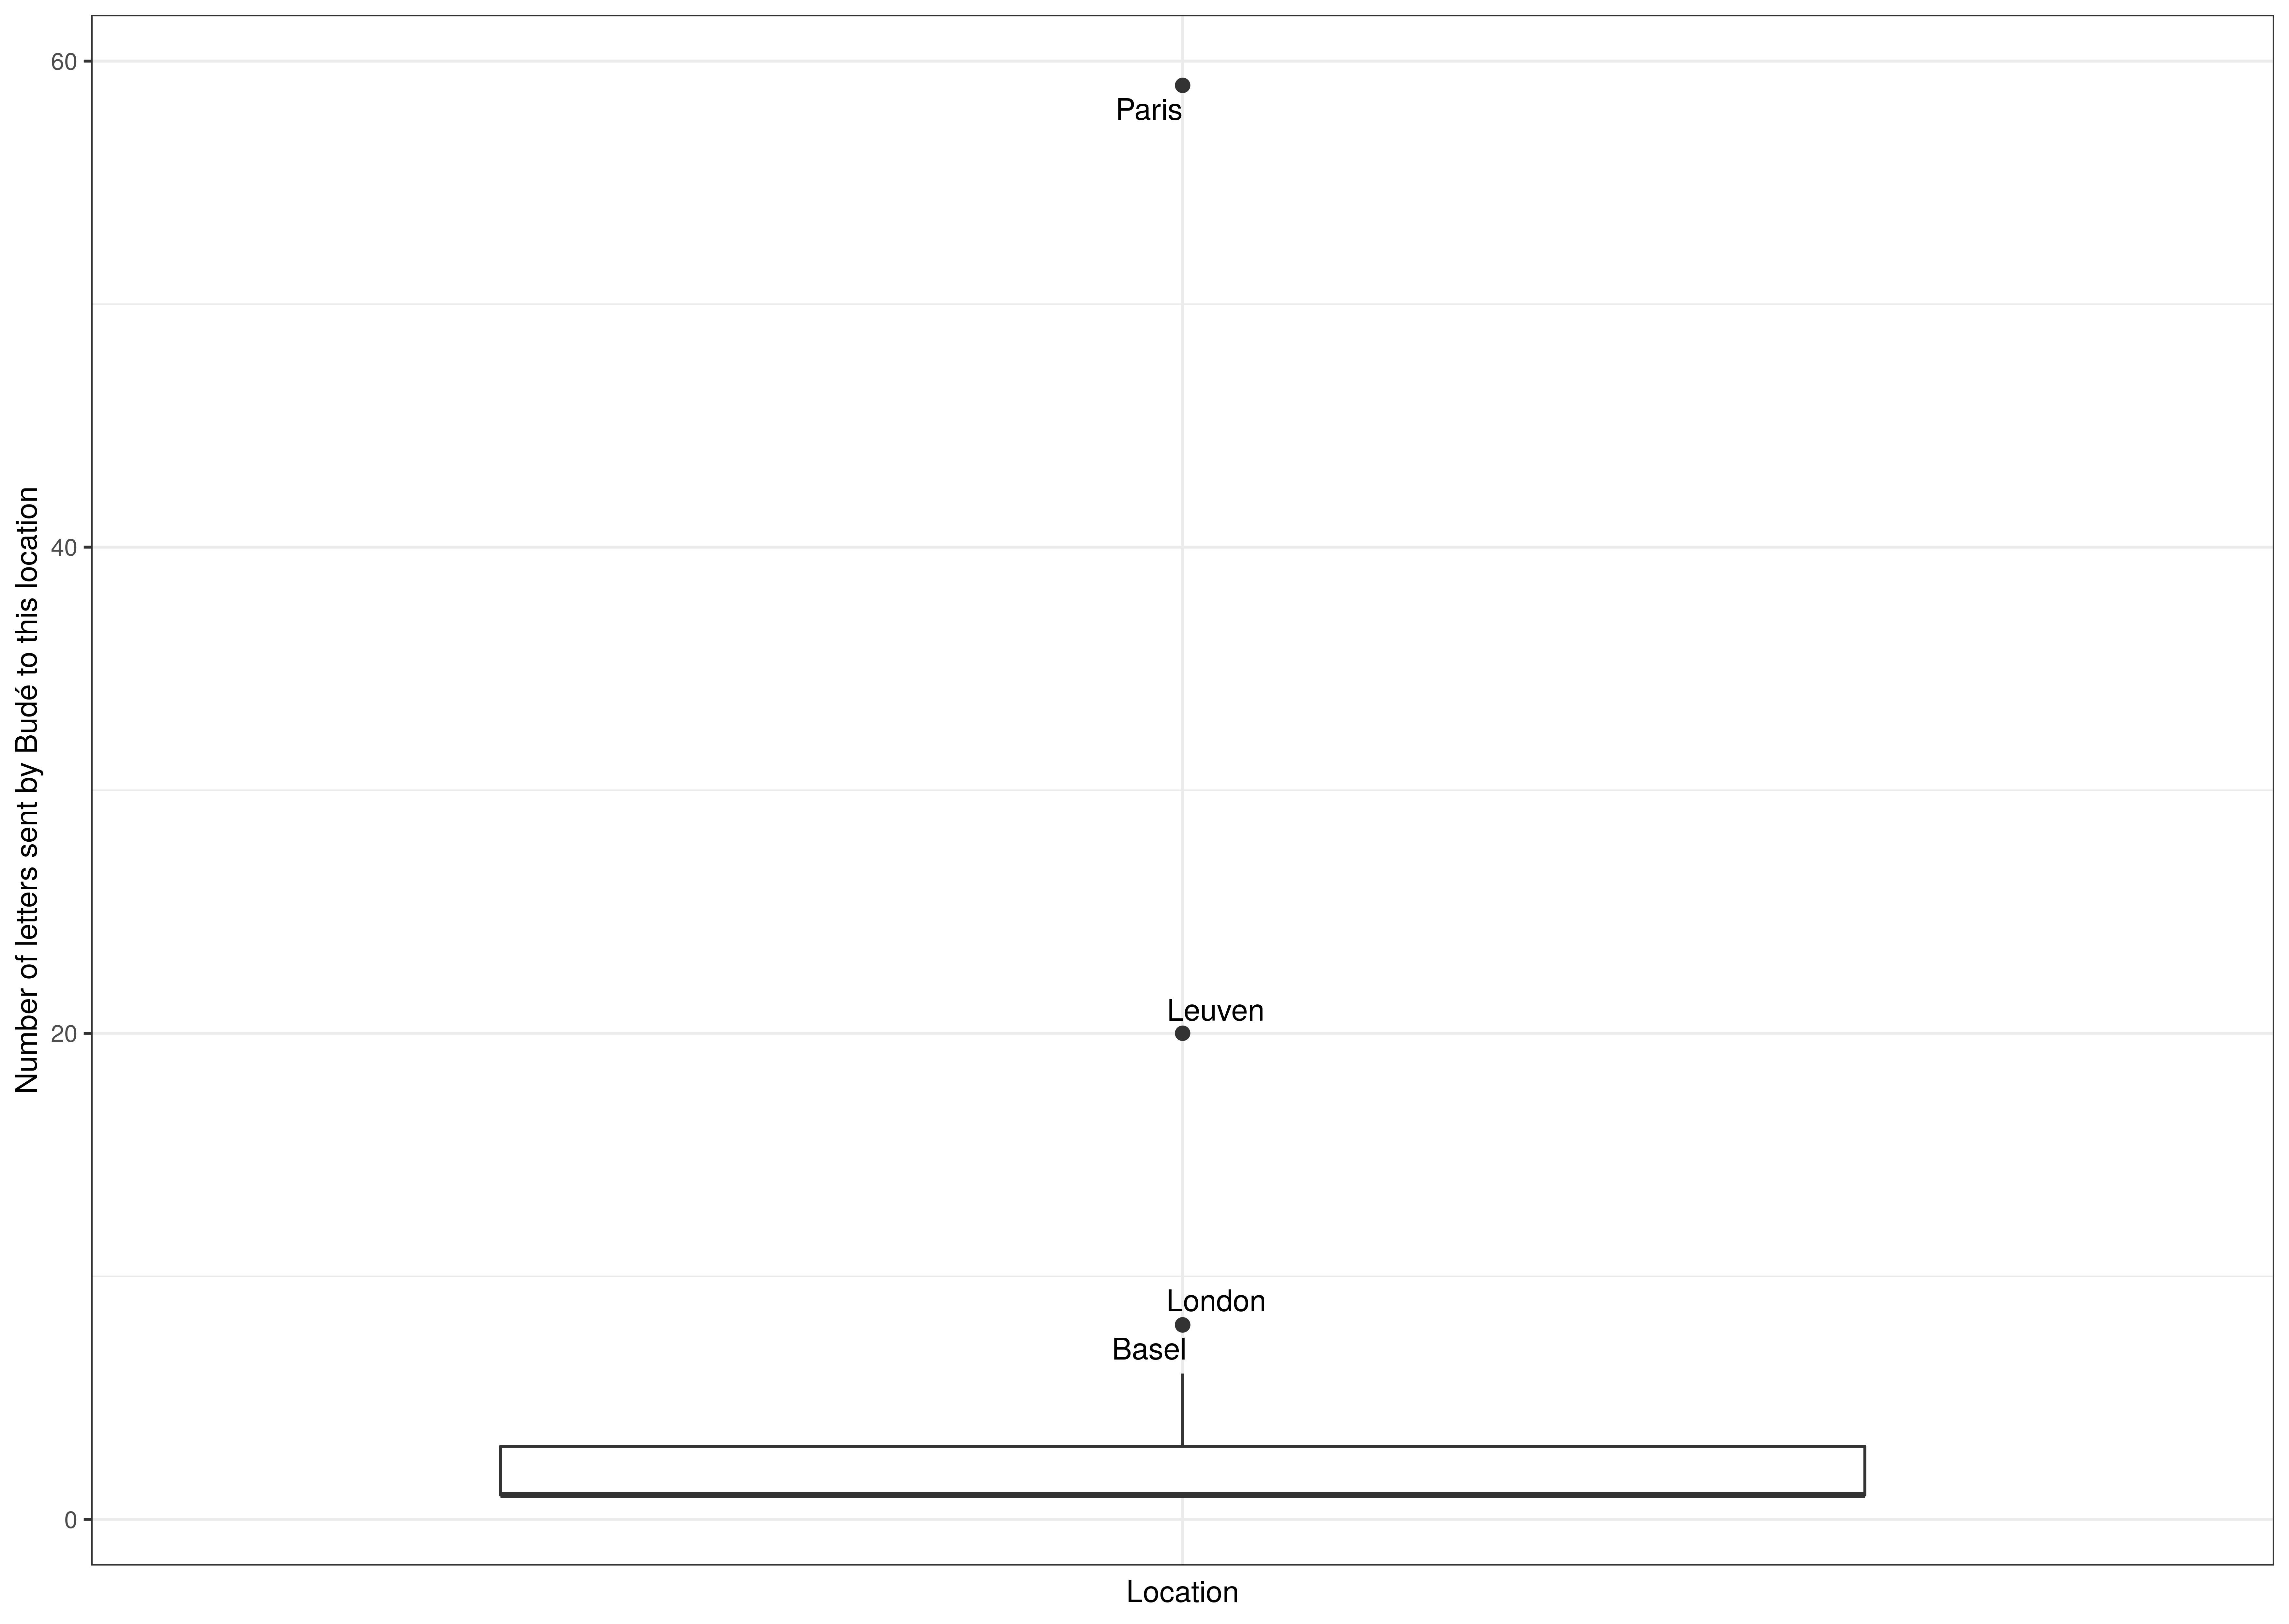 60
Paris
40
Number of letters sent by Budé to this location
Leuven
20
London
Basel
0
Location